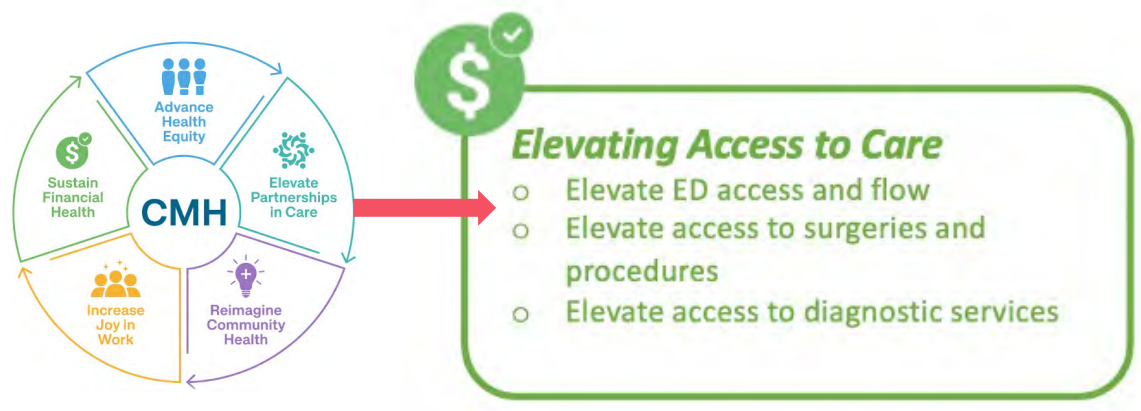 Advance
Health
Equity
Sustain
Financial
Health
Elevate
Partnerships
in Care
CMH
Increase
Joy in
Work
Reimagine
Community
Health
$
$
Elevating Access to Care
o Elevate ED access and flow
o Elevate access to surgeries and
procedures
o Elevate access to diagnostic services